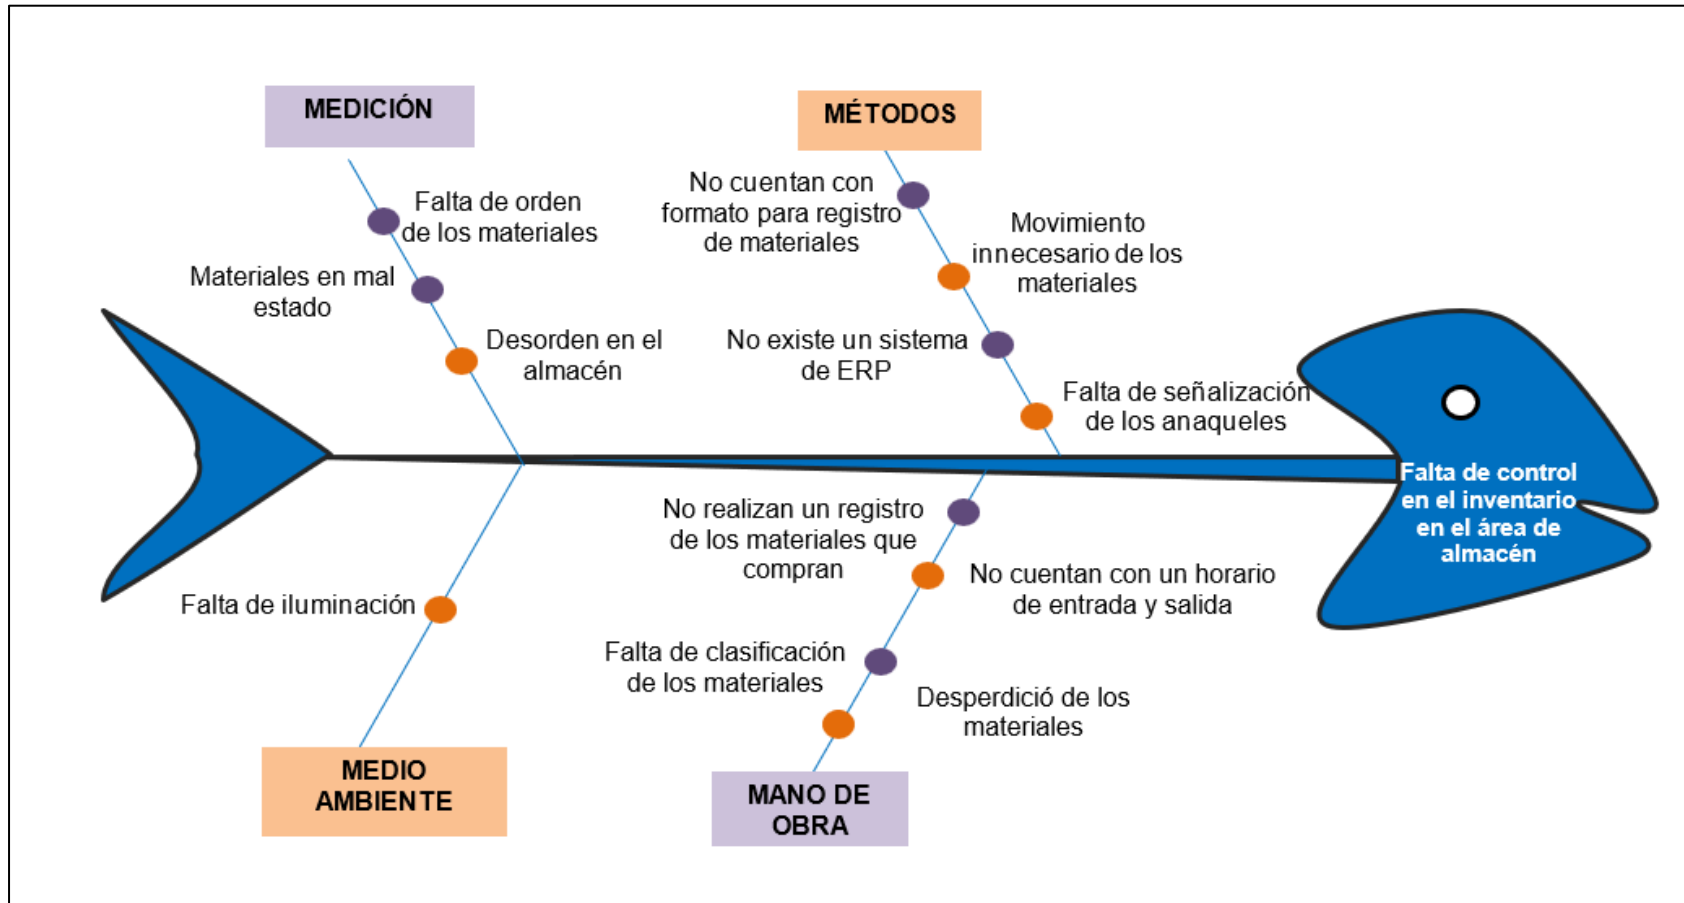 MEDICIÓN
Falta de orden
de los materiales
Materiales en mal
estado
Desorden en el
almacén
MÉTODOS
No cuentan con
formato para registro
de materiales
Movimiento
innecesario de los
materiales
No existe un sistema
de ERP
Falta de señalización
de los anaqueles
Falta de control
en el inventario
en el área de
almacén
Falta de iluminación
MEDIO
AMBIENTE
No realizan un registro
de los materiales que
compran
No cuentan con un horario
de entrada y salida
Falta de clasificación
de los materiales
Desperdició de los
materiales
MANO DE
OBRA